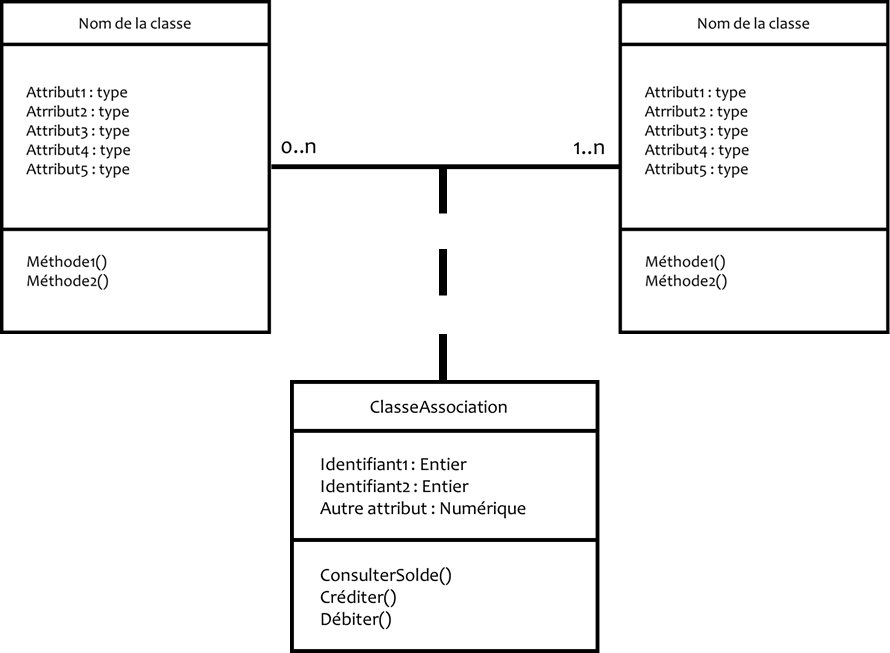 Nom de la classe
Attribut1 : type
Atrribut2 : type
Attribut3 : type
Attribut4 : type
Attribut5 : type
Méthode1()
Méthode2()
0..n
1..n
Nom de la classe
Attribut1 : type
Atrribut2 : type
Attribut3 : type
Attribut4 : type
Attribut5 : type
Méthode1()
Méthode2()
ClasseAssociation
Identifiant1 : Entier
Identifiant2 : Entier
Autre attribut : Numérique
ConsulterSolde()
Créditer()
Débiter()